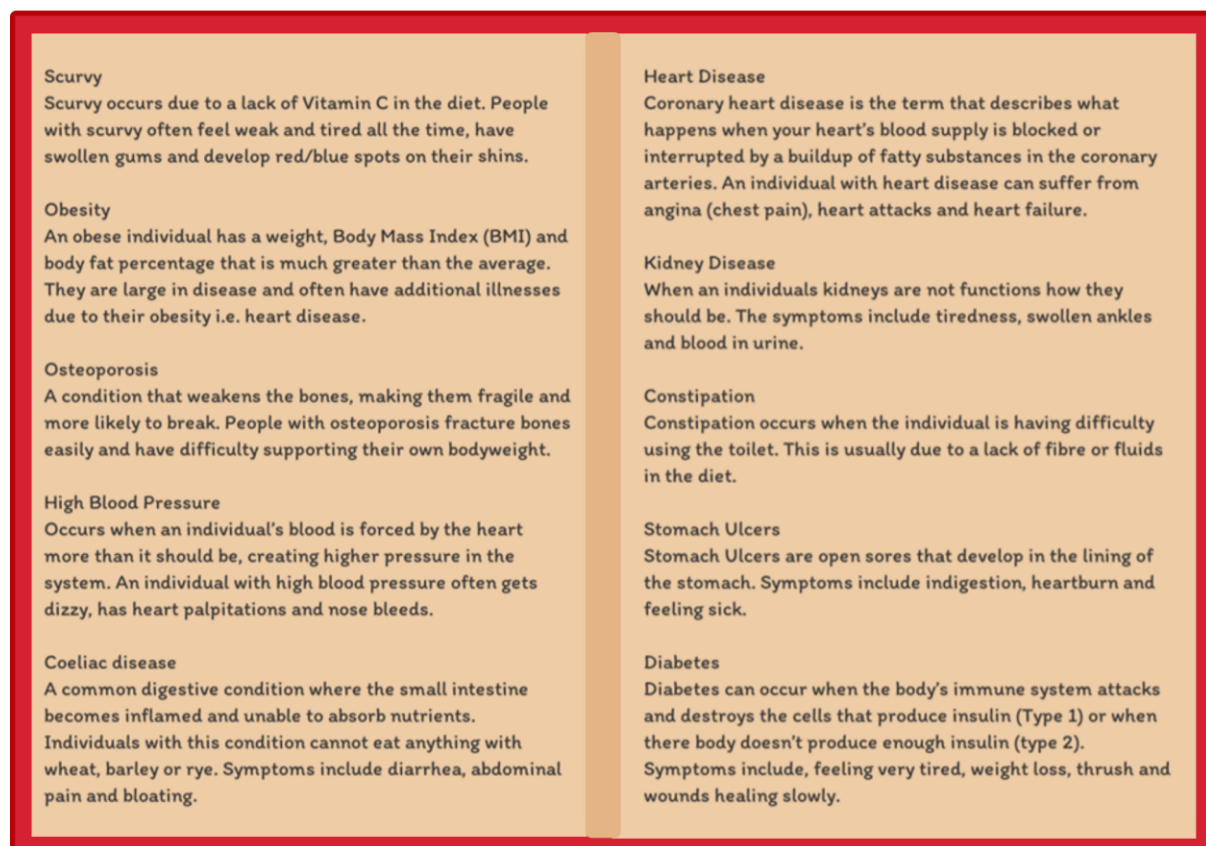 Scurvy
Scurvy occurs due to a lack of Vitamin C in the diet. People
with scurvy often feel weak and tired all the time, have
swollen gums and develop red/blue spots on their shins.
Obesity
An obese individual has a weight, Body Mass Index (BMI) and
body fat percentage that is much greater than the average.
They are large in disease and often have additional illnesses
due to their obesity i.e. heart disease.
Osteoporosis
A condition that weakens the bones, making them fragile and
more likely to break. People with osteoporosis fracture bones
easily and have difficulty supporting their own bodyweight.
High Blood Pressure
Occurs when an individual's blood is forced by the heart
more than it should be, creating higher pressure in the
system. An individual with high blood pressure often gets
dizzy, has heart palpitations and nose bleeds.
Coeliac disease
A common digestive condition where the small intestine
becomes inflamed and unable to absorb nutrients.
Individuals with this condition cannot eat anything with
wheat, barley or rye. Symptoms include diarrhea, abdominal
pain and bloating.
Heart Disease
Coronary heart disease is the term that describes what
happens when your heart's blood supply is blocked or
interrupted by a buildup of fatty substances in the coronary
arteries. An individual with heart disease can suffer from
angina (chest pain), heart attacks and heart failure.
Kidney Disease
When an individuals kidneys are not functions how they
should be. The symptoms include tiredness, swollen ankles
and blood in urine.
Constipation
Constipation occurs when the individual is having difficulty
using the toilet. This is usually due to a lack of fibre or fluids
in the diet.
Stomach Ulcers
Stomach Ulcers are open sores that develop in the lining of
the stomach. Symptoms include indigestion, heartburn and
feeling sick.
Diabetes
Diabetes can occur when the body's immune system attacks
and destroys the cells that produce insulin (Type 1) or when
there body doesn't produce enough insulin (type 2).
Symptoms include, feeling very tired, weight loss, thrush and
wounds healing slowly.